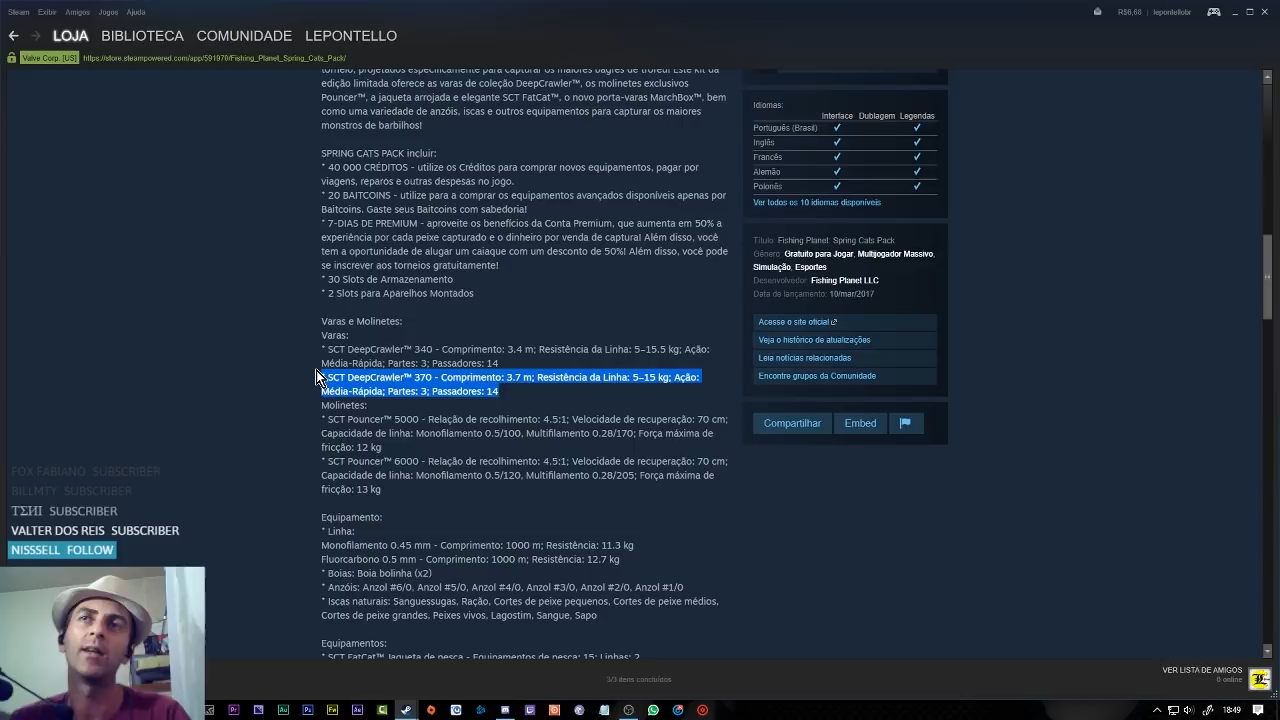 Steam Exibir Amigos Jogos Ajuda R$6,68 lepontellobr
LOJA BIBLIOTECA COMUNIDADE LEPONTELLO
Valve Corp. [US] https://store.steampowered.com/app/591970/Fishing_Planet_Spring_Cats_Pack/
torneio, projetados especificamente para capturar os maiores bagres de troféu! Este kit da
edição limitada oferece as varas de coleção DeepCrawler™, os molinetes exclusivos
Pouncer™, a jaqueta arrojada e elegante SCT FatCat™, o novo porta-varas MarchBox™, bem
como uma variedade de anzóis, iscas e outros equipamentos para capturar os maiores
monstros de barbilhos!
SPRING CATS PACK incluir:
* 40 000 CRÉDITOS - utilize os Créditos para comprar novos equipamentos, pagar por
viagens, reparos e outras despesas no jogo.
* 20 BAITCOINS - utilize para a comprar os equipamentos avançados disponíveis apenas por
Baitcoins. Gaste seus Baitcoins com sabedoria!
* 7-DIAS DE PREMIUM - aproveite os benefícios da Conta Premium, que aumenta em 50% a
experiência por cada peixe capturado e o dinheiro por venda de captura! Além disso, você
tem a oportunidade de alugar um caiaque com um desconto de 50%! Além disso, você pode
se inscrever aos torneios gratuitamente!
* 30 Slots de Armazenamento
* 2 Slots para Aparelhos Montados
Varas e Molinetes:
Varas:
* SCT DeepCrawler™ 340 - Comprimento: 3.4 m; Resistência da Linha: 5–15.5 kg; Ação:
Média-Rápida; Partes: 3; Passadores: 14
SCT DeepCrawler™ 370 - Comprimento: 3.7 m; Resistência da Linha: 5–15 kg; Ação:
Média-Rápida; Partes: 3; Passadores: 14
Molinetes:
* SCT Pouncer™ 5000 - Relação de recolhimento: 4.5:1; Velocidade de recuperação: 70 cm;
Capacidade de linha: Monofilamento 0.5/100, Multifilamento 0.28/170; Força máxima de
fricção: 12 kg
* SCT Pouncer™ 6000 - Relação de recolhimento: 4.5:1; Velocidade de recuperação: 70 cm;
Capacidade de linha: Monofilamento 0.5/120, Multifilamento 0.28/205; Força máxima de
fricção: 13 kg
Equipamento:
* Linha:
Monofilamento 0.45 mm - Comprimento: 1000 m; Resistência: 11.3 kg
Fluorcarbono 0.5 mm - Comprimento: 1000 m; Resistência: 12.7 kg
* Boias: Boia bolinha (x2)
* Anzóis: Anzol #6/0, Anzol #5/0, Anzol #4/0, Anzol #3/0, Anzol #2/0, Anzol #1/0
* Iscas naturais: Sanguessugas, Ração, Cortes de peixe pequenos, Cortes de peixe médios,
Cortes de peixe grandes, Peixes vivos, Lagostim, Sangue, Sapo
Equipamentos:
* SCT FatCat™ Jaqueta de pesca - Equipamentos de pesca: 15; Linhas: 2
Idiomas:
Interface Dublagem Legendas
Português (Brasil) ✓ ✓
Inglês ✓ ✓
Francês ✓ ✓
Alemão ✓ ✓
Polonês ✓ ✓
Ver todos os 10 idiomas disponíveis
Título: Fishing Planet: Spring Cats Pack
Gênero: Gratuito para Jogar, Multijogador Massivo,
Simulação, Esportes
Desenvolvedor: Fishing Planet LLC
Data de lançamento: 10/mar/2017
Acesse o site oficial
Veja o histórico de atualizações
Leia notícias relacionadas
Encontre grupos da Comunidade
Compartilhar Embed
FOX FABIANO SUBSCRIBER
BILLMTY SUBSCRIBER
TΣИI SUBSCRIBER
VALTER DOS REIS SUBSCRIBER
NISSSELL FOLLOW
3/3 itens concluídos
VER LISTA DE AMIGOS
0 online
18:49